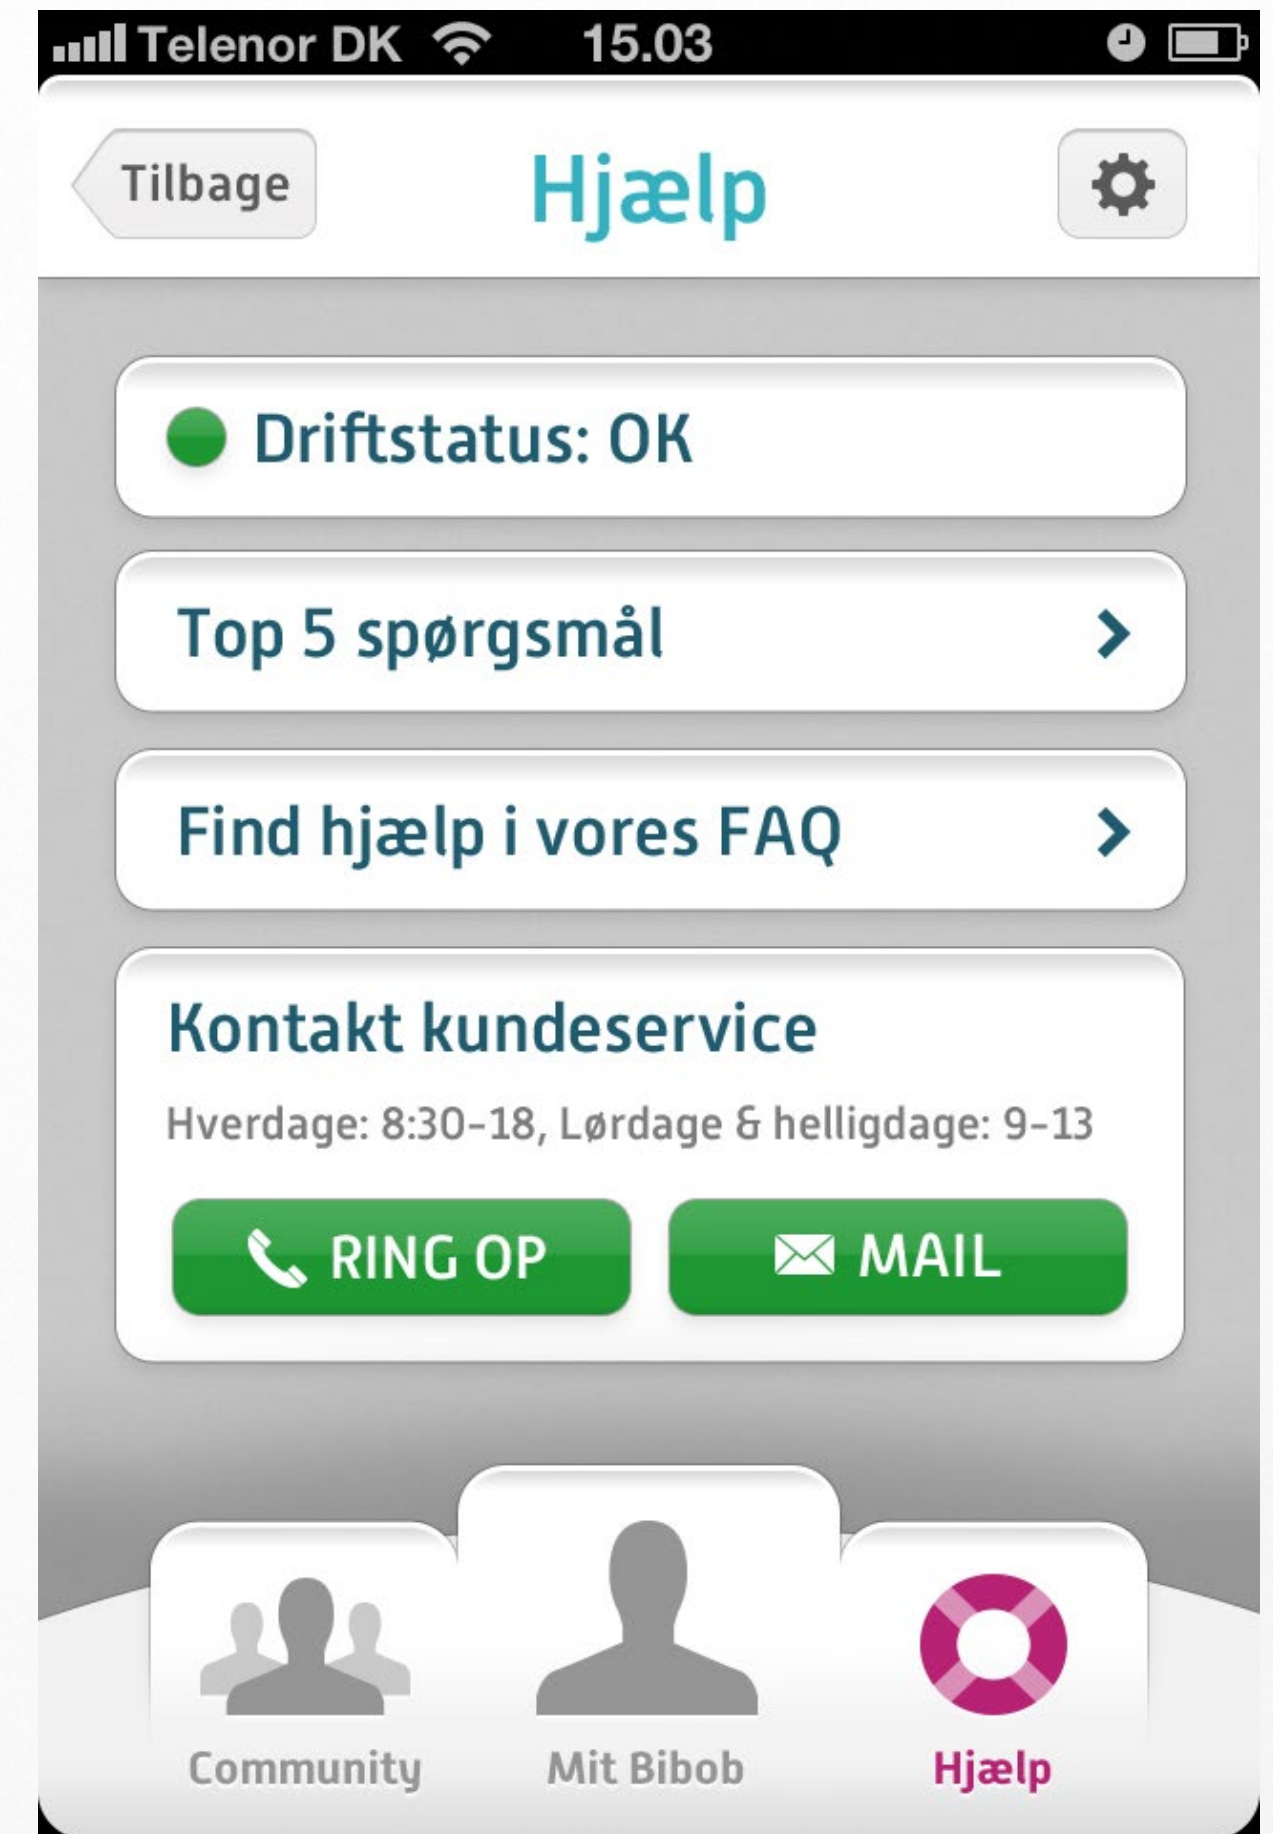 Telenor DK 15.03
Tilbage
Hjælp
Driftstatus: OK
Top 5 spørgsmål
Find hjælp i vores FAQ
Kontakt kundeservice
Hverdage: 8:30-18, Lørdage & helligdage: 9-13
RING OP
MAIL
Community
Mit Bibob
Hjælp